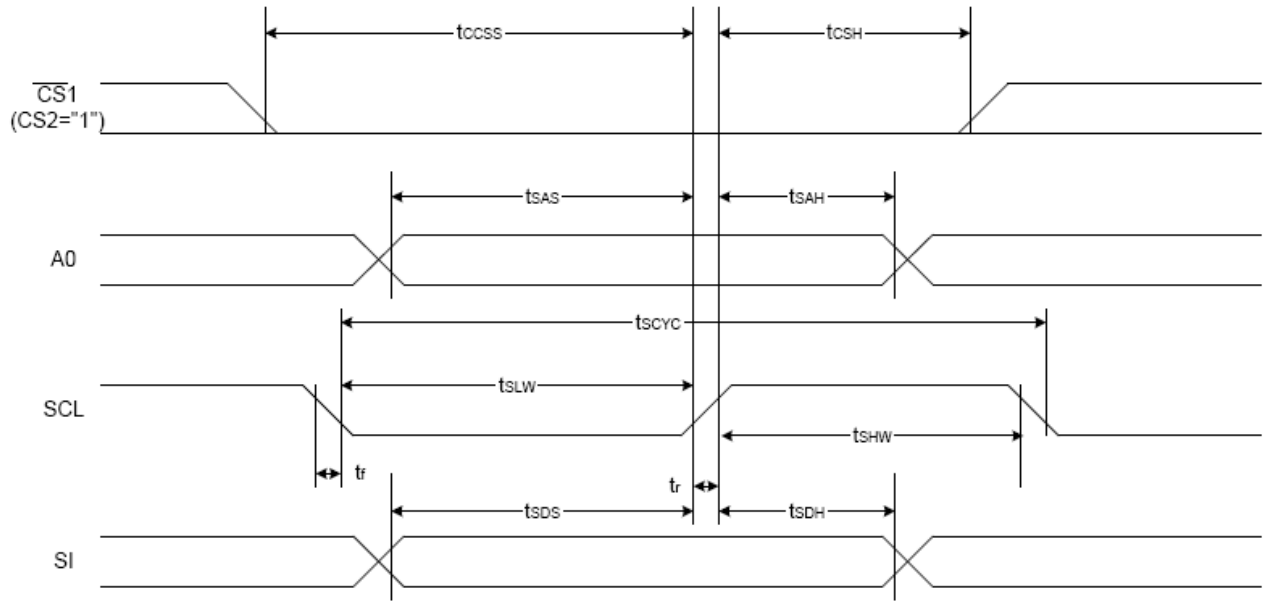 tCCSS
tCSH
CS1
(CS2="1")
tSAS
tSAH
A0
tSCYC
tSLW
SCL
tSHW
tf
tr
tSDS
tSDH
SI